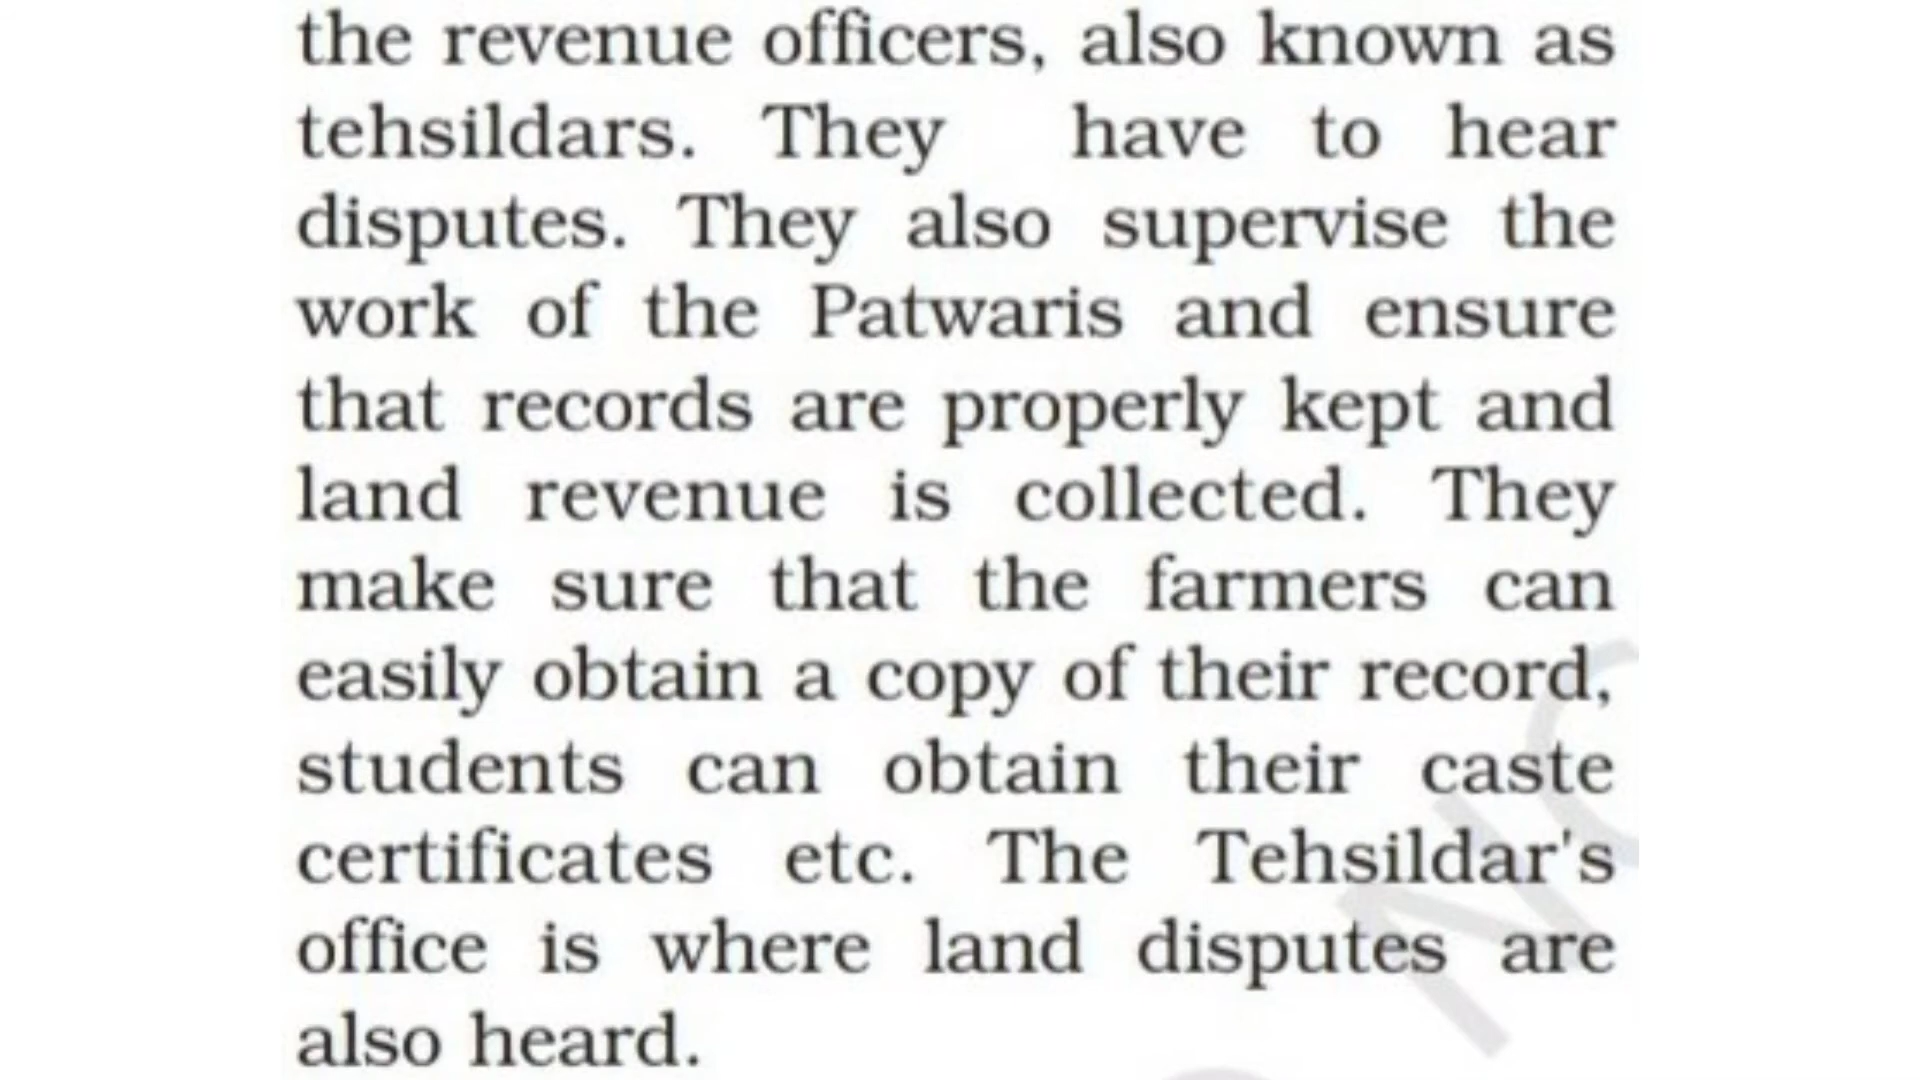 the revenue officers, also known as
tehsildars. They have to hear
disputes. They also supervise the
work of the Patwaris and ensure
that records are properly kept and
land revenue is collected. They
make sure that the farmers can
easily obtain a copy of their record,
students can obtain their caste
certificates etc. The Tehsildar's
office is where land disputes are
also heard.